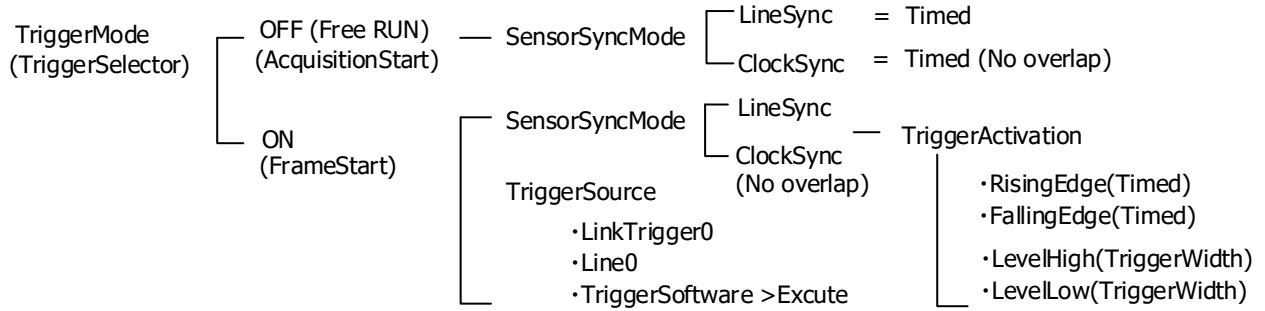 TriggerMode
(TriggerSelector)
OFF (Free RUN)
(AcquisitionStart)
SensorSyncMode
LineSync = Timed
ClockSync = Timed (No overlap)
ON
(FrameStart)
SensorSyncMode
LineSync
ClockSync
(No overlap)
TriggerActivation
・RisingEdge(Timed)
・FallingEdge(Timed)
・LevelHigh(TriggerWidth)
・LevelLow(TriggerWidth)
TriggerSource
・LinkTrigger0
・Line0
・TriggerSoftware >Excute